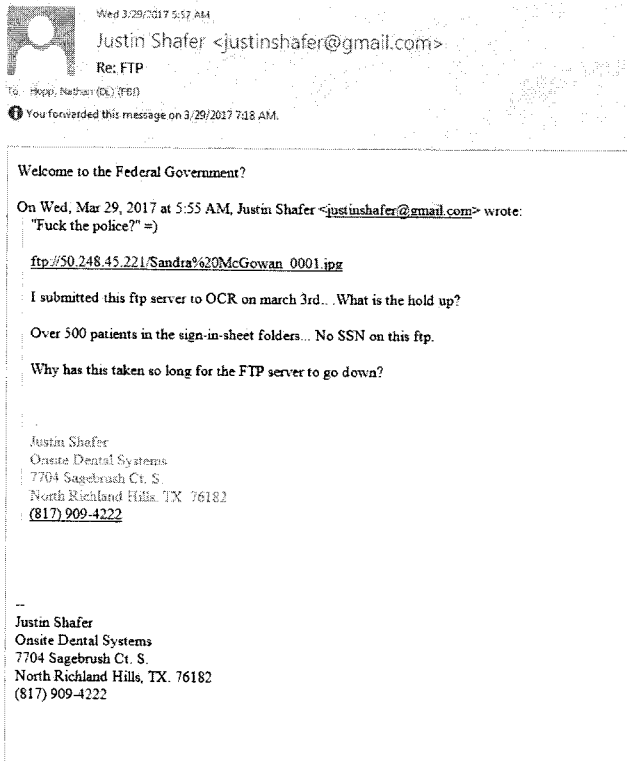 Wed 3/29/2017 5:57 AM
Justin Shafer <justinshafer@gmail.com>
Re: FTP
To Hopp, Nathan (DL) (FBI)
You forwarded this message on 3/29/2017 7:18 AM.
Welcome to the Federal Government?
On Wed, Mar 29, 2017 at 5:55 AM, Justin Shafer <justinshafer@gmail.com> wrote:
"Fuck the police?" =)
ftp://50.248.45.221/Sandra%20McGowan_0001.jpg
I submitted this ftp server to OCR on march 3rd.. .What is the hold up?
Over 500 patients in the sign-in-sheet folders... No SSN on this ftp.
Why has this taken so long for the FTP server to go down?
--
Justin Shafer
Onsite Dental Systems
7704 Sagebrush Ct. S.
North Richland Hills, TX. 76182
(817) 909-4222
--
Justin Shafer
Onsite Dental Systems
7704 Sagebrush Ct. S.
North Richland Hills, TX. 76182
(817) 909-4222